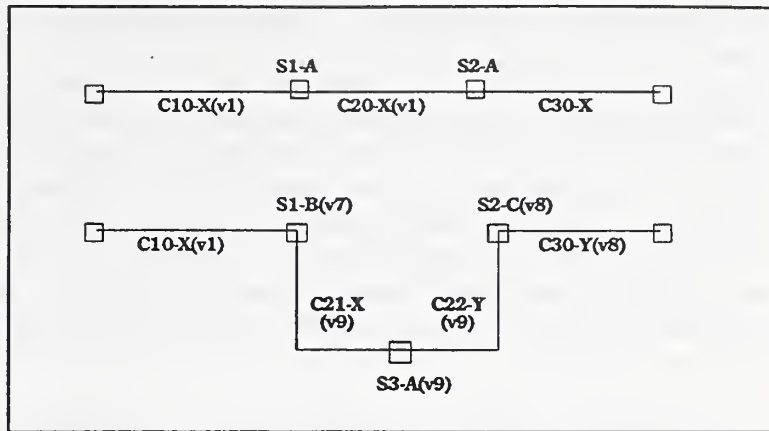 S1-A S2-A
C10-X(v1) C20-X(v1) C30-X
S1-B(v7) S2-C(v8)
C10-X(v1) C30-Y(v8)
C21-X C22-Y
(v9) (v9)
S3-A(v9)